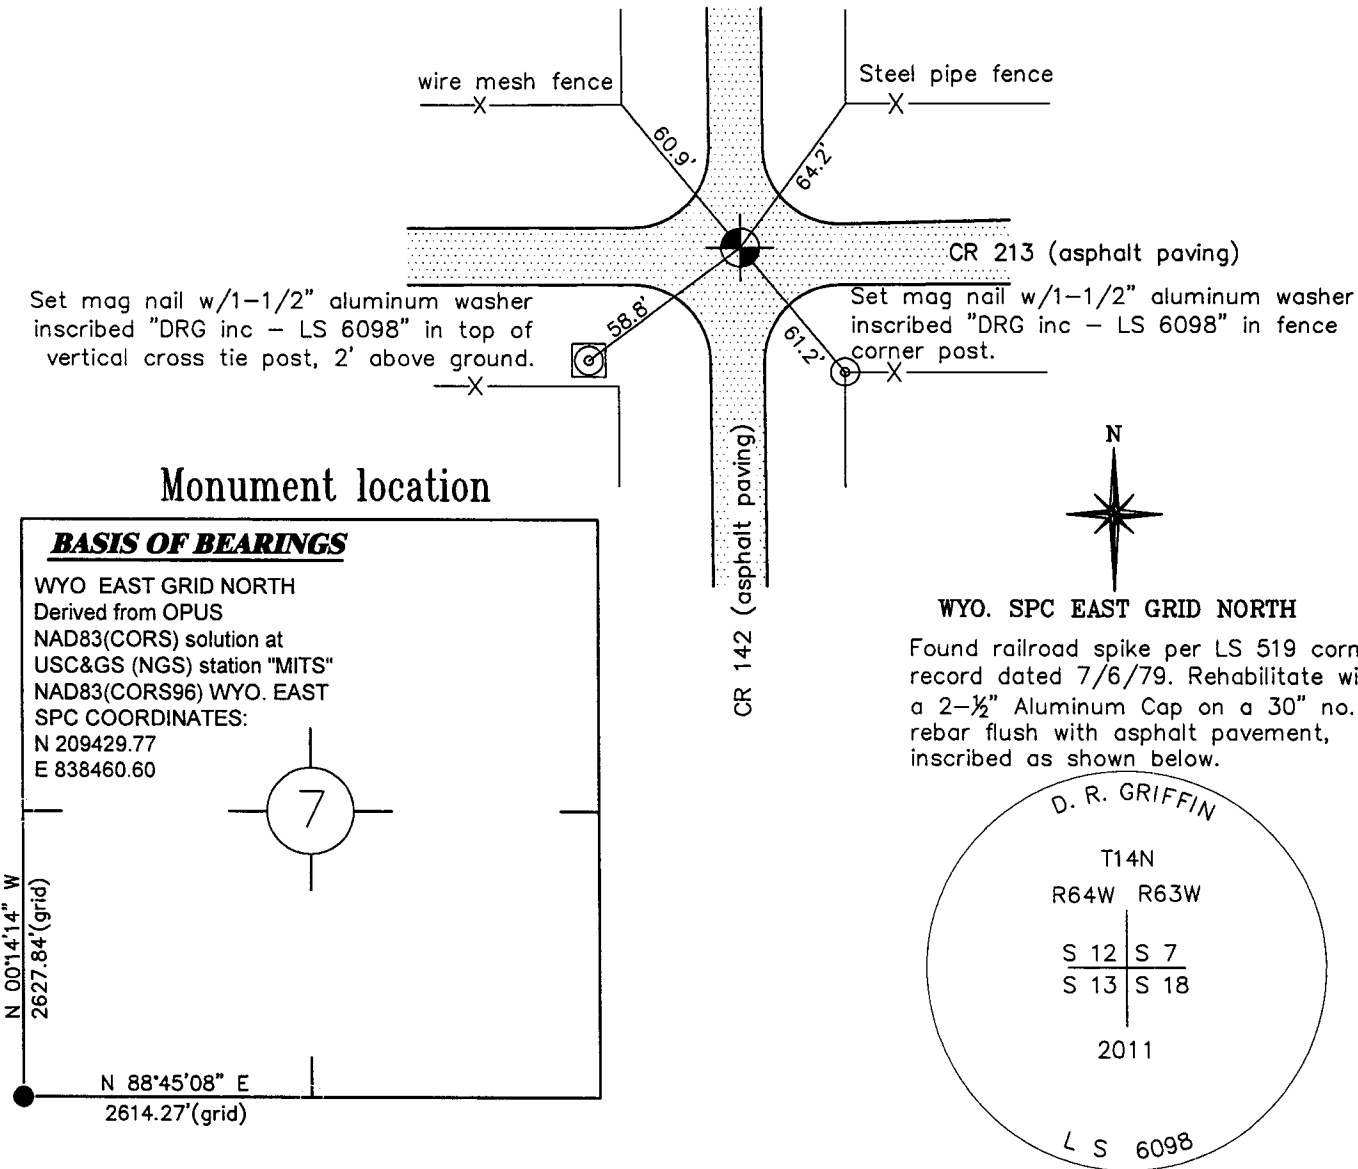 wire mesh fence
Steel pipe fence
X
X
60.9'
64.2'
CR 213 (asphalt paving)
Set mag nail w/1-1/2" aluminum washer
inscribed "DRG inc - LS 6098" in top of
vertical cross tie post, 2' above ground.
58.8'
61.2'
Set mag nail w/1-1/2" aluminum washer
inscribed "DRG inc - LS 6098" in fence
corner post.
X
X
CR 142 (asphalt paving)
N
WYO. SPC EAST GRID NORTH
Monument location
BASIS OF BEARINGS
WYO EAST GRID NORTH
Derived from OPUS
NAD83(CORS) solution at
USC&GS (NGS) station "MITS"
NAD83(CORS96) WYO. EAST
SPC COORDINATES:
N 209429.77
E 838460.60
7
N 00°14'14" W
2627.84'(grid)
N 88°45'08" E
2614.27'(grid)
Found railroad spike per LS 519 corn
record dated 7/6/79. Rehabilitate wi
a 2-½" Aluminum Cap on a 30" no.
rebar flush with asphalt pavement,
inscribed as shown below.
D. R. GRIFFIN
T14N
R64W R63W
S 12 S 7
S 13 S 18
2011
L S 6098